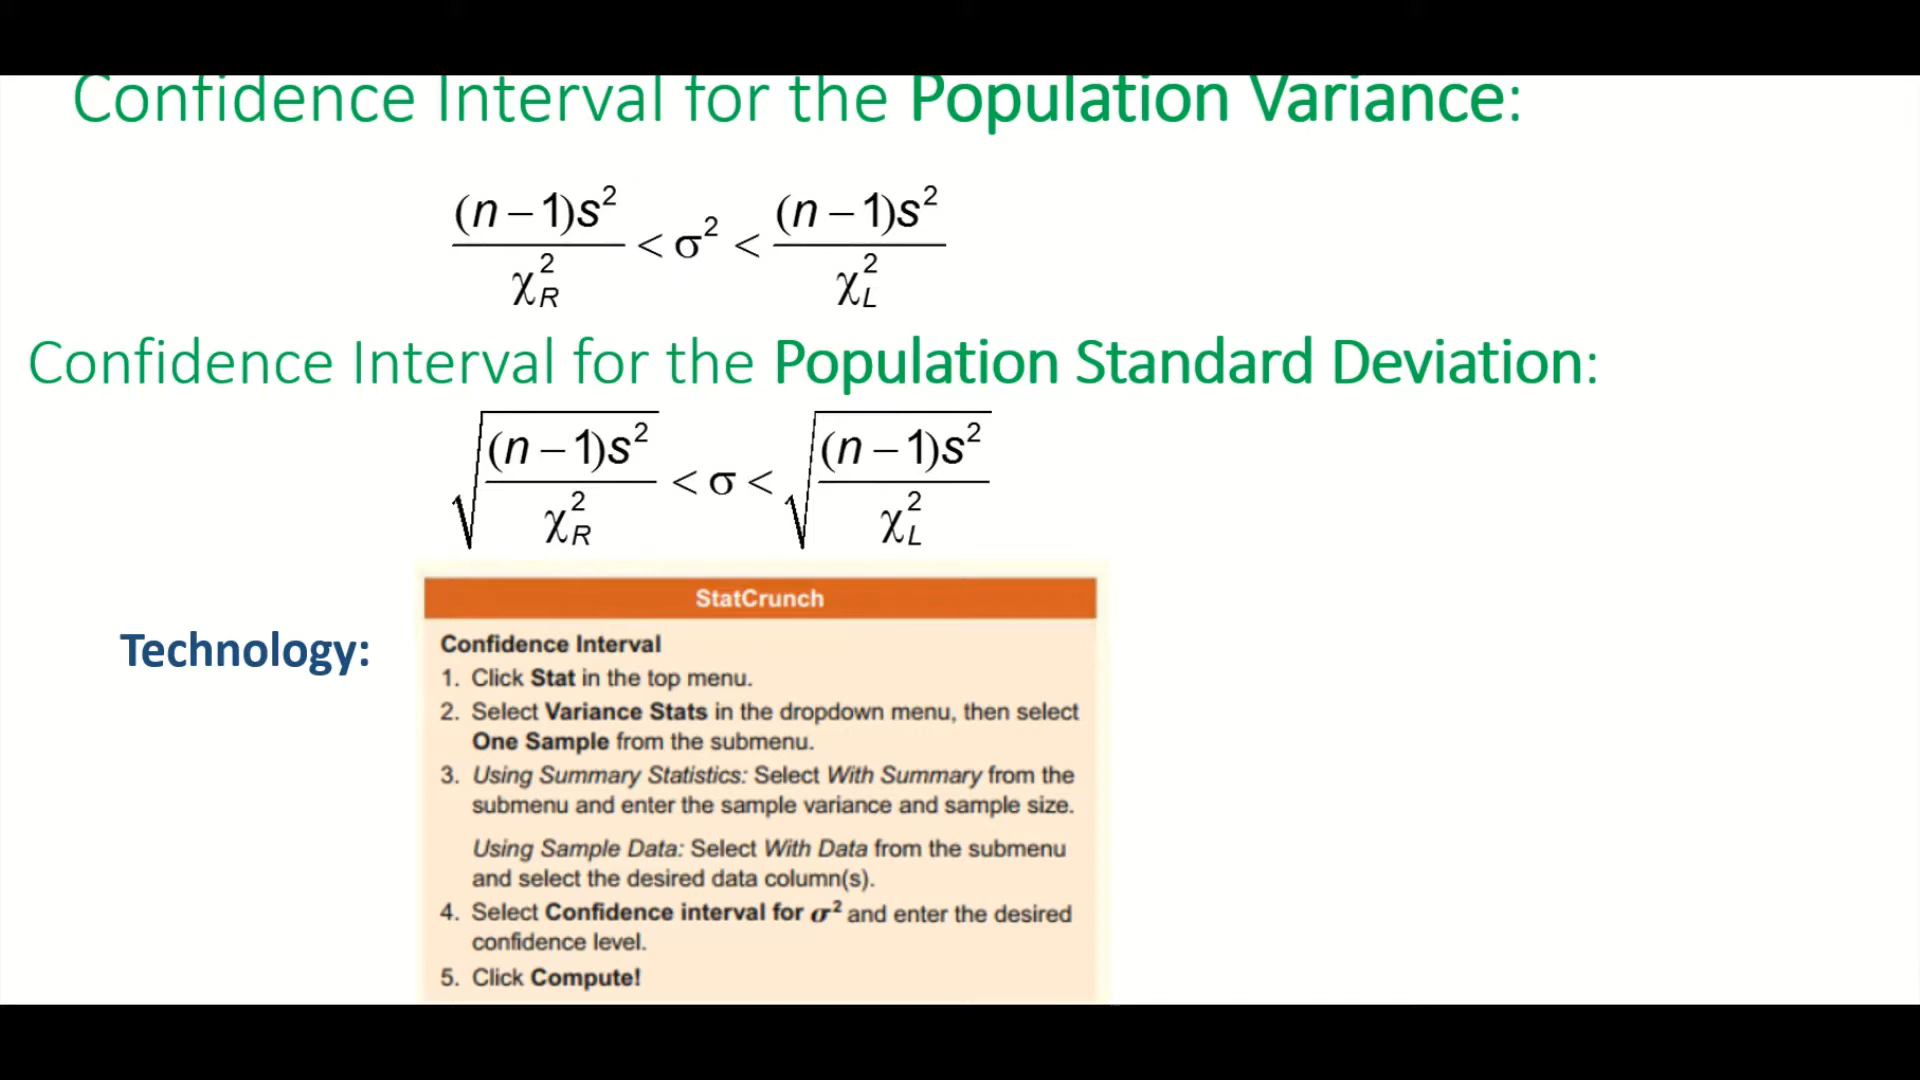 Confidence Interval for the Population Variance:
(n − 1)s² / χ²_R < σ² < (n − 1)s² / χ²_L
Confidence Interval for the Population Standard Deviation:
√((n − 1)s² / χ²_R) < σ < √((n − 1)s² / χ²_L)
Technology:
StatCrunch
Confidence Interval
1. Click Stat in the top menu.
2. Select Variance Stats in the dropdown menu, then select
One Sample from the submenu.
3. Using Summary Statistics: Select With Summary from the
submenu and enter the sample variance and sample size.
Using Sample Data: Select With Data from the submenu
and select the desired data column(s).
4. Select Confidence interval for σ² and enter the desired
confidence level.
5. Click Compute!